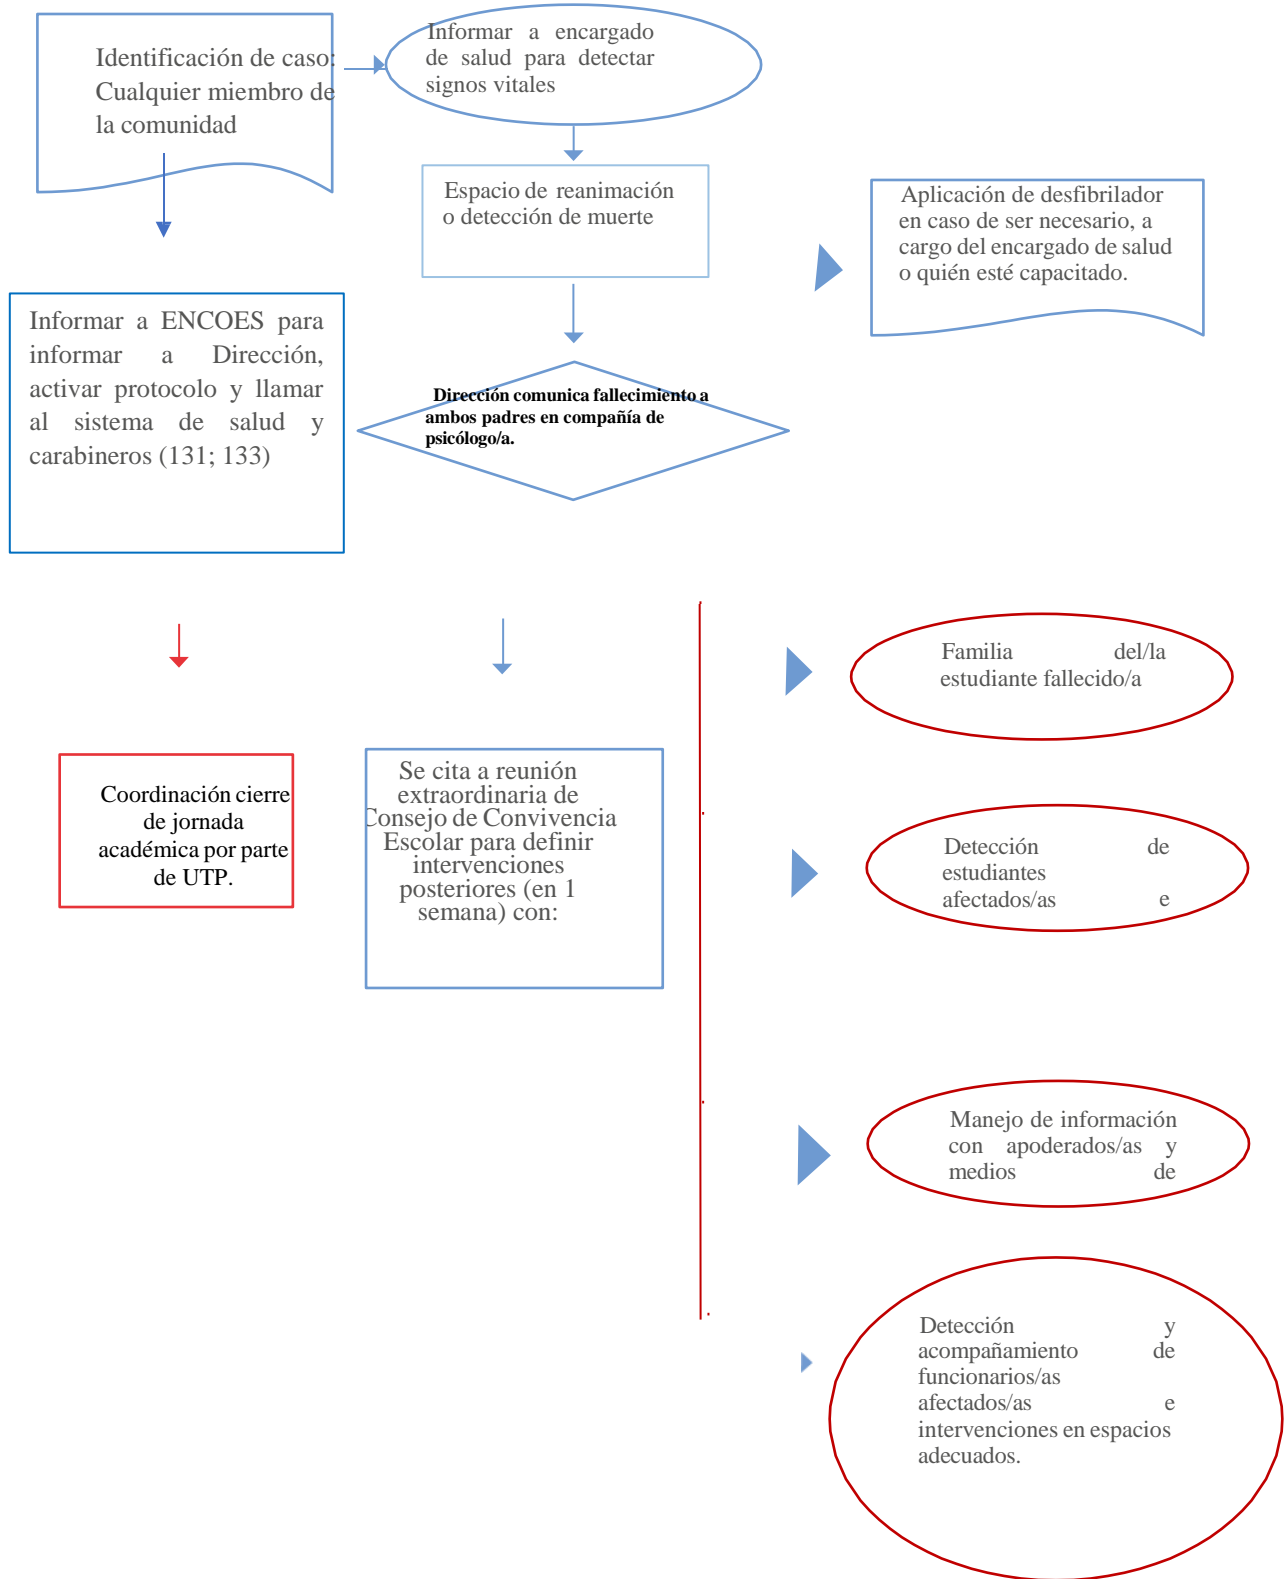 Identificación de caso:
Cualquier miembro de
la comunidad
Informar a encargado
de salud para detectar
signos vitales
Espacio de reanimación
o detección de muerte
Aplicación de desfibrilador
en caso de ser necesario, a
cargo del encargado de salud
o quién esté capacitado.
Informar a ENCOES para
informar a Dirección,
activar protocolo y llamar
al sistema de salud y
carabineros (131; 133)
Dirección comunica fallecimiento a
ambos padres en compañía de
psicólogo/a.
Coordinación cierre
de jornada
académica por parte
de UTP.
Se cita a reunión
extraordinaria de
Consejo de Convivencia
Escolar para definir
intervenciones
posteriores (en 1
semana) con:
Familia del/la
estudiante fallecido/a
Detección de
estudiantes
afectados/as e
Manejo de información
con apoderados/as y
medios de
Detección y
acompañamiento de
funcionarios/as
afectados/as e
intervenciones en espacios
adecuados.